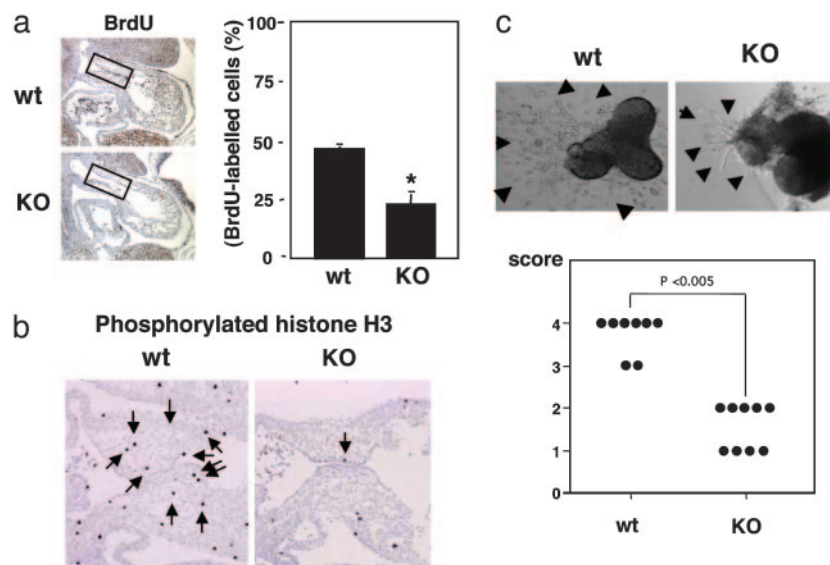 a
BrdU
wt
KO
(BrdU-labelled cells (%)
100
75
50
25
0
*
wt
KO
b
Phosphorylated histone H3
wt
KO
c
wt
KO
score
P <0.005
4
3
2
1
0
wt
KO